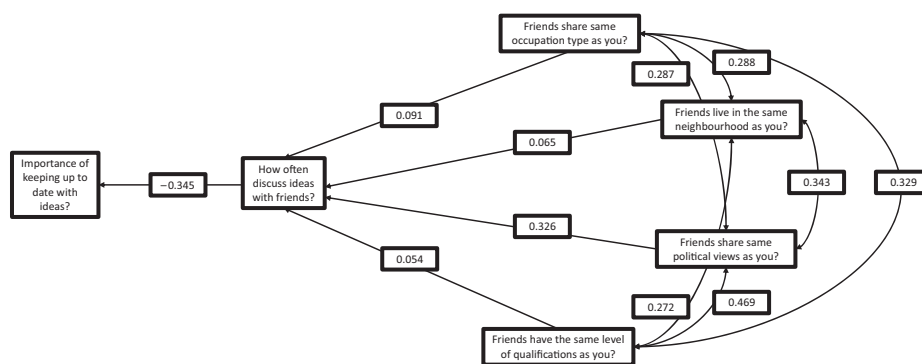 Friends share same
occupation type as you?
0.288
0.287
Friends live in the same
neighbourhood as you?
0.091
0.065
Importance of
keeping up to
date with
ideas?
−0.345
How often
discuss ideas
with friends?
0.343
0.329
0.326
Friends share same
political views as you?
0.054
0.272
0.469
Friends have the same level
of qualifications as you?